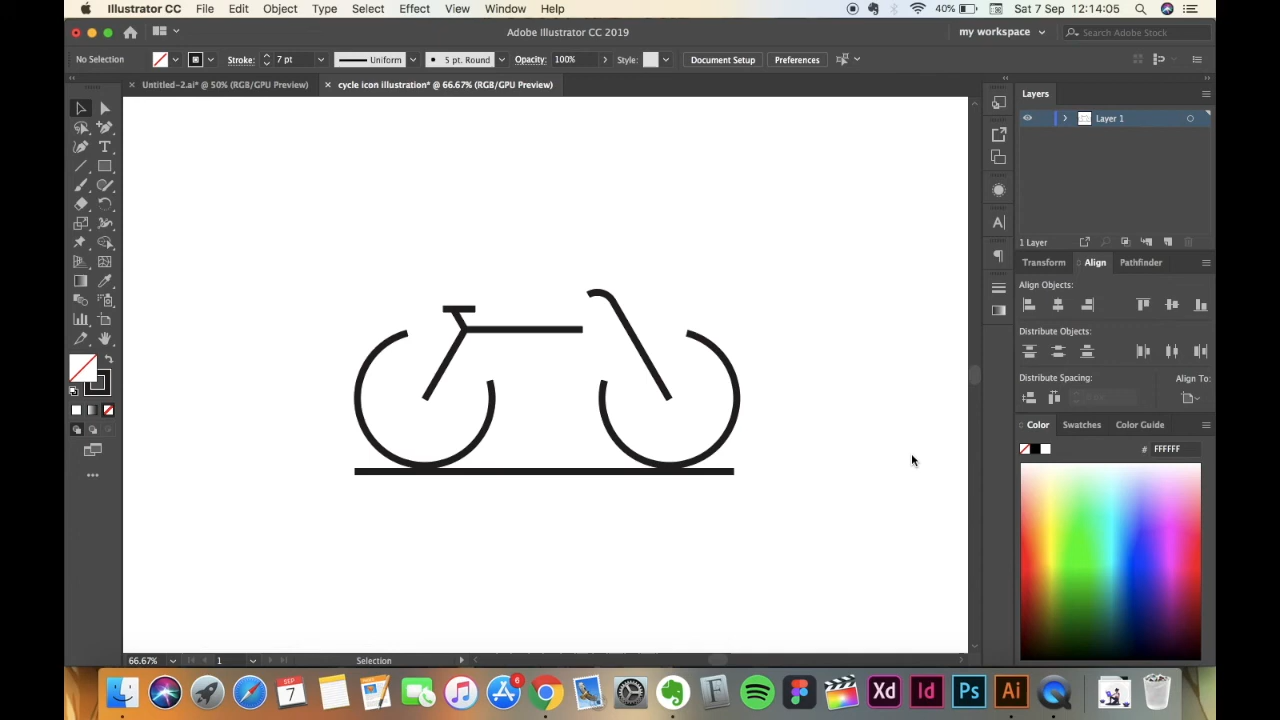 Illustrator CC File Edit Object Type Select Effect View Window Help 40% Sat 7 Sep 12:14:05
Adobe Illustrator CC 2019 my workspace Search Adobe Stock
No Selection Stroke: 7 pt Uniform 5 pt. Round Opacity: 100% Style: Document Setup Preferences
× Untitled-2.ai* @ 50% (RGB/GPU Preview) × cycle icon illustration* @ 66.67% (RGB/GPU Preview)
Layers
Layer 1
1 Layer
Transform Align Pathfinder
Align Objects:
Distribute Objects:
Distribute Spacing: Align To:
Color Swatches Color Guide
# FFFFFF
66.67% 1 Selection
SEP 7 6 Xd Id Ps Ai